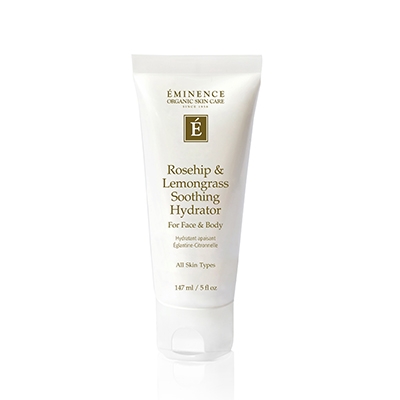 ÉMINENCE
ORGANIC SKIN CARE
SINCE 1958
É
Rosehip &
Lemongrass
Soothing
Hydrator
For Face & Body
Hydratant apaisant
Églantine-Citronnelle
All Skin Types
147 ml / 5 fl oz.